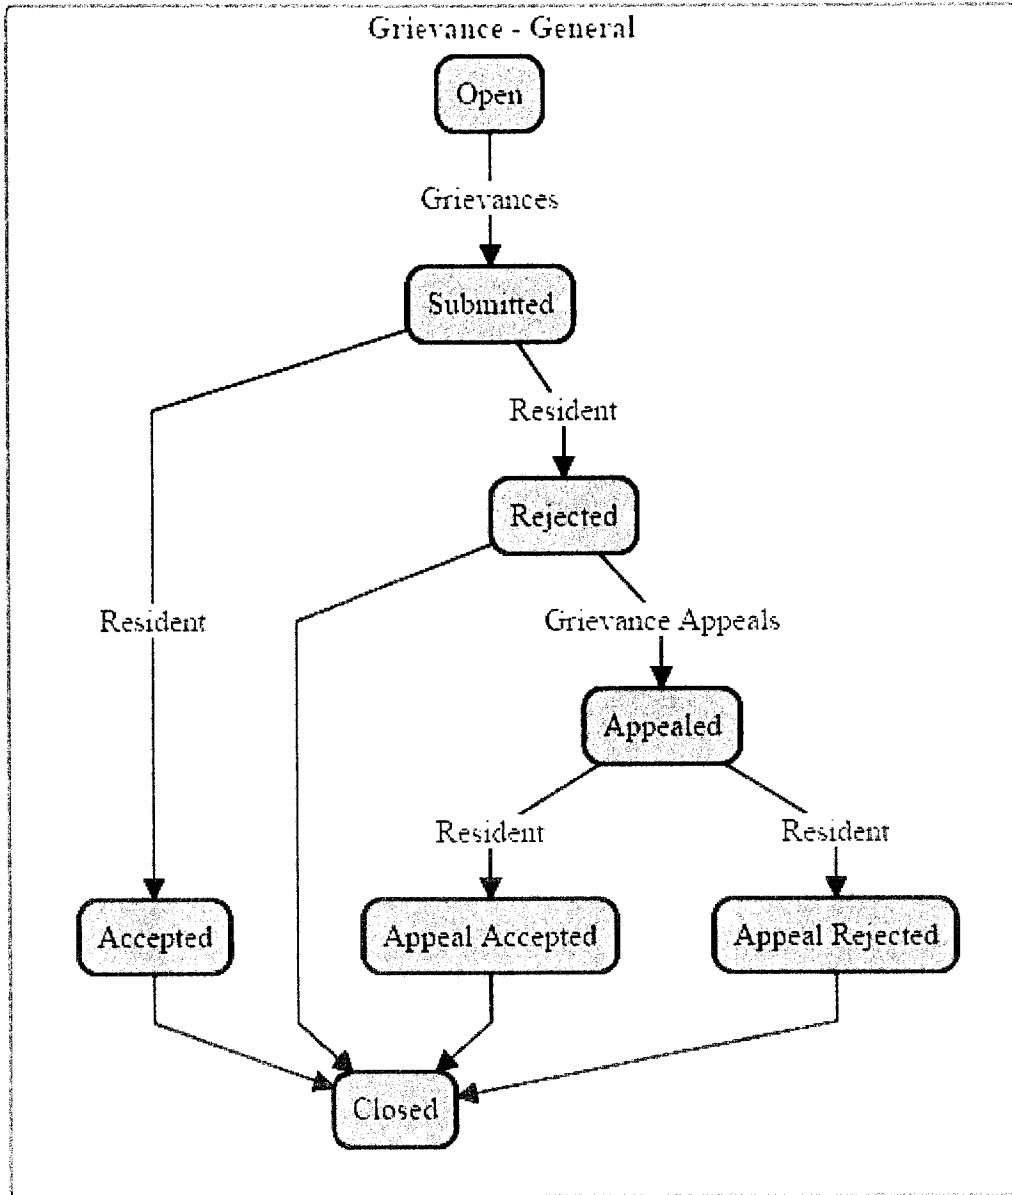 Grievance - General
Open
Grievances
Submitted
Resident
Rejected
Resident
Grievance Appeals
Appealed
Resident
Resident
Accepted
Appeal Accepted
Appeal Rejected
Closed